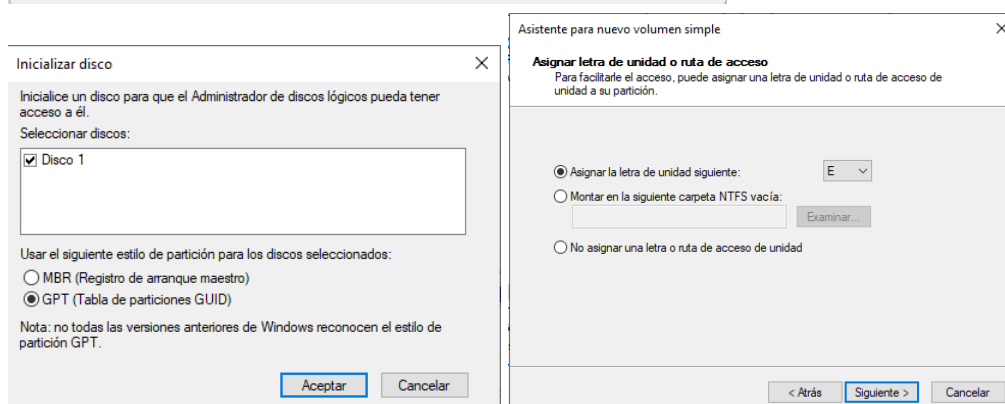 Inicializar disco
Inicialice un disco para que el Administrador de discos lógicos pueda tener
acceso a él.
Seleccionar discos:
Disco 1
Usar el siguiente estilo de partición para los discos seleccionados:
MBR (Registro de arranque maestro)
GPT (Tabla de particiones GUID)
Nota: no todas las versiones anteriores de Windows reconocen el estilo de
partición GPT.
Aceptar
Cancelar
Asistente para nuevo volumen simple
Asignar letra de unidad o ruta de acceso
Para facilitarle el acceso, puede asignar una letra de unidad o ruta de acceso de
unidad a su partición.
Asignar la letra de unidad siguiente:
E
Montar en la siguiente carpeta NTFS vacía:
Examinar...
No asignar una letra o ruta de acceso de unidad
< Atrás
Siguiente >
Cancelar